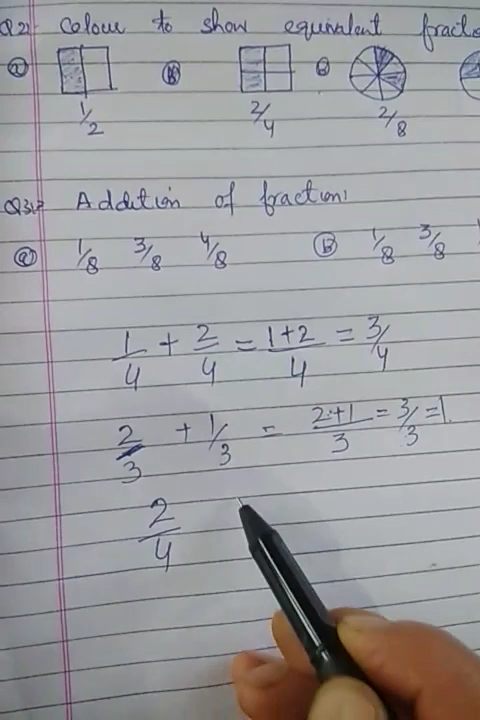 Q2) Colour to show equivalent fractio
a) b) c)
1/2 2/4 2/8
Q3) Addition of fraction:
a) 1/8 3/8 4/8 B) 1/8 3/8
1/4 + 2/4 = 1+2/4 = 3/4
2/3 + 1/3 = 2+1/3 = 3/3 = 1
2/4